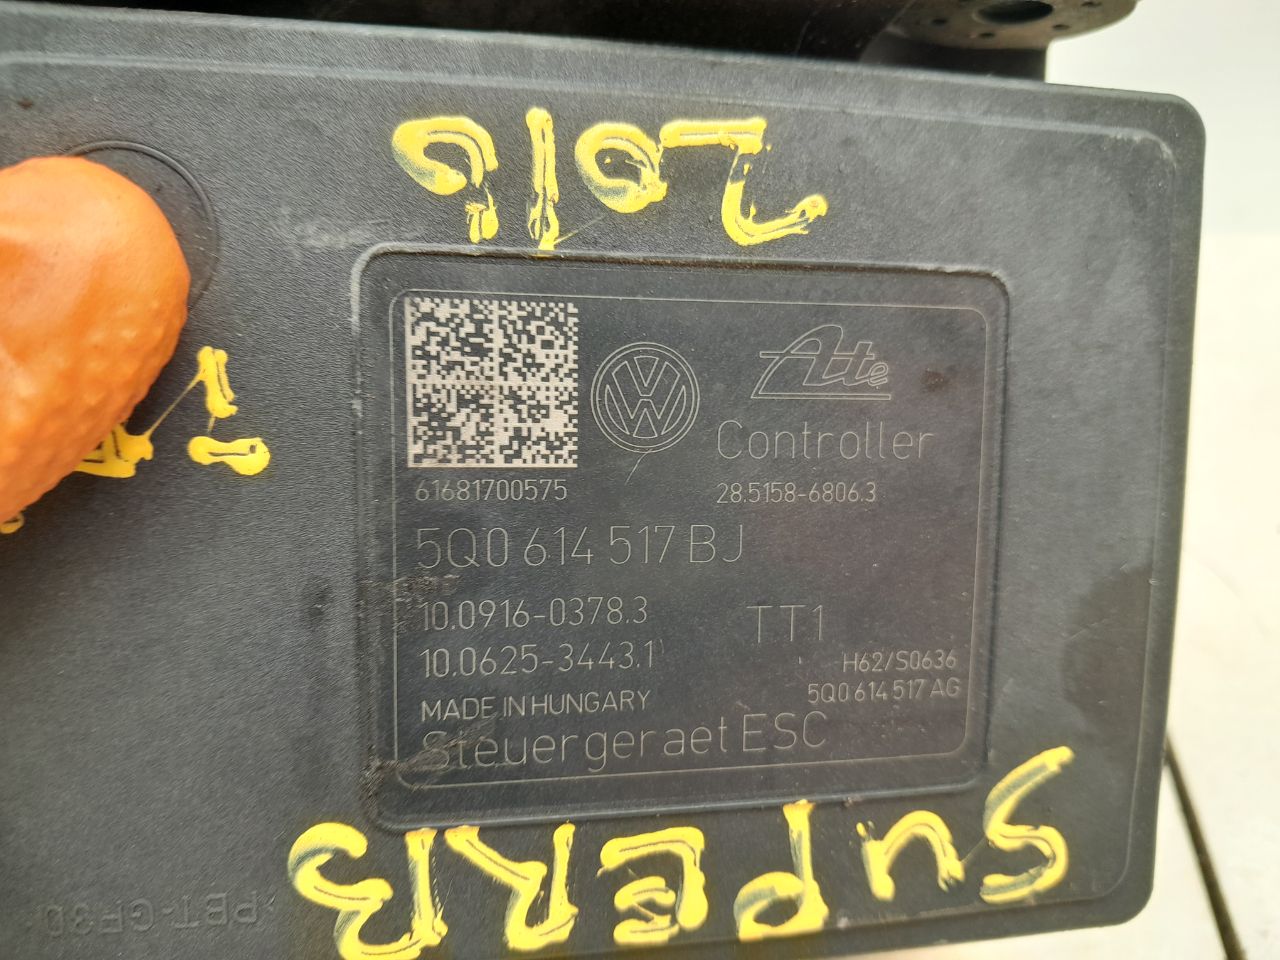 2016
Ate
Controller
61681700575
28.5158-6806.3
5Q0 614 517 BJ
10.0916-0378.3
TT1
10.0625-3443.1
H62/S0636
5Q0 614 517 AG
MADE IN HUNGARY
Steuergeraet ESC
SUPERB
>PBT-GF30<